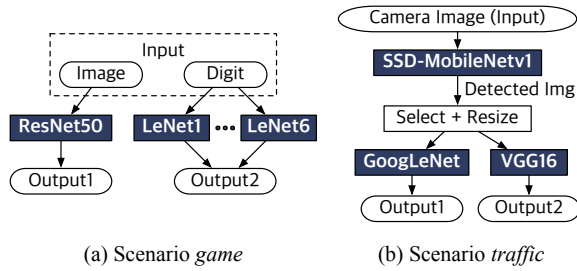 Input
Image
Digit
ResNet50
LeNet1 ••• LeNet6
Output1
Output2
(a) Scenario game
Camera Image (Input)
SSD-MobileNetv1
Detected Img
Select + Resize
GoogLeNet
VGG16
Output1
Output2
(b) Scenario traffic